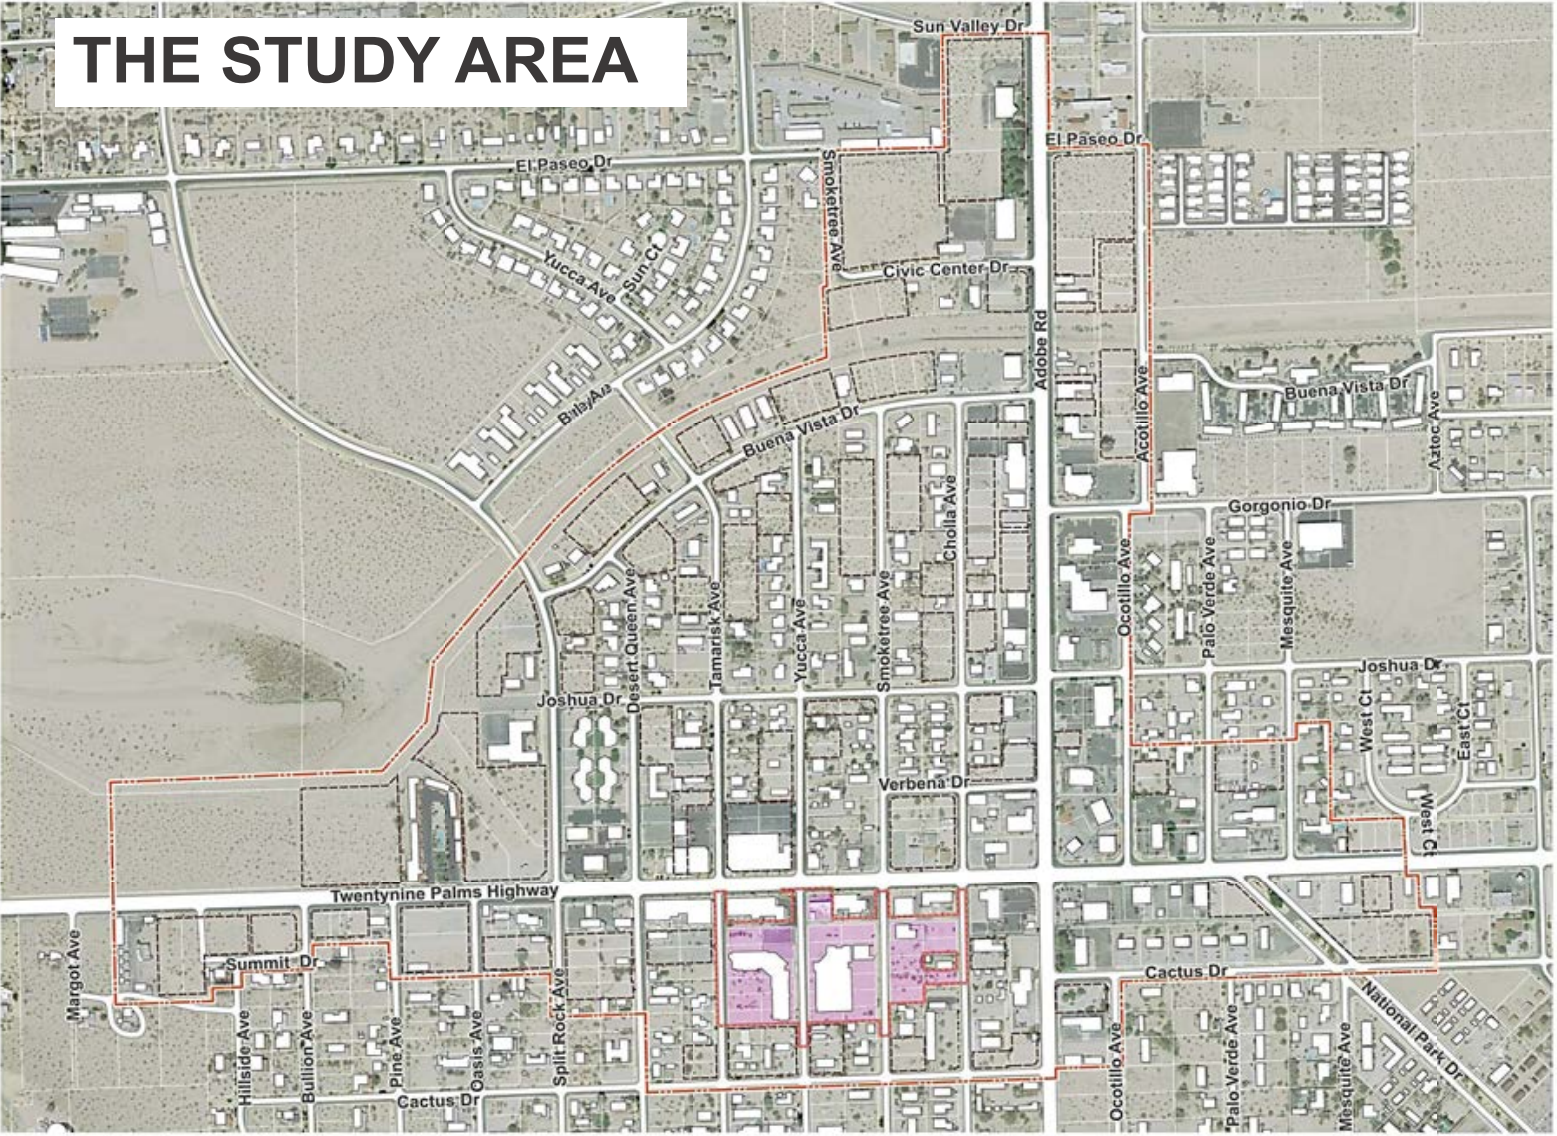 THE STUDY AREA
Sun Valley Dr
El Paseo Dr
El Paseo Dr
Smoketree Ave
Yucca Ave
Sun Ct
Civic Center Dr
Adobe Rd
Acotillo Ave
Buena Vista Dr
Aztec Ave
Buena Vista Dr
Gorgonio Dr
Cholla Ave
Ocotillo Ave
Palo Verde Ave
Mesquite Ave
Desert Queen Ave
Tamarisk Ave
Yucca Ave
Smoketree Ave
Joshua Dr
Joshua Dr
West Ct
East Ct
Verbena Dr
West Ct
Twentynine Palms Highway
Margot Ave
Summit Dr
Cactus Dr
National Park Dr
Hillside Ave
Bullion Ave
Pine Ave
Oasis Ave
Split Rock Ave
Cactus Dr
Ocotillo Ave
Palo Verde Ave
Mesquite Ave